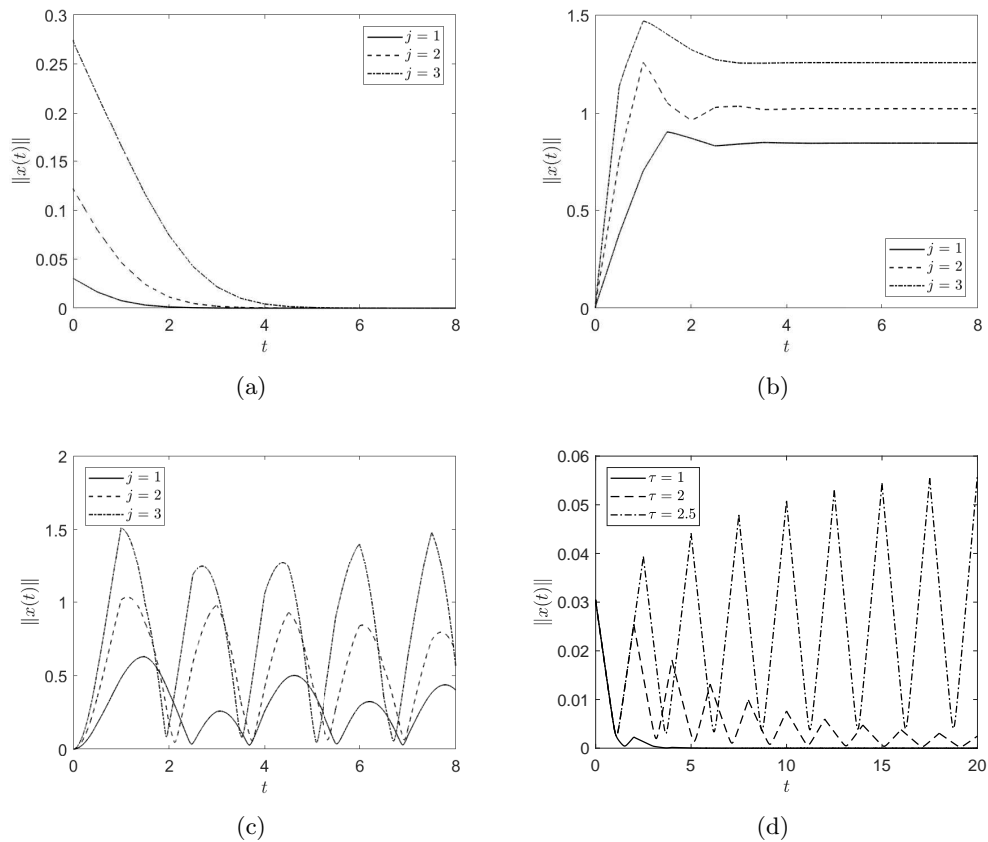 0.3
0.25
0.2
0.15
0.1
0.05
0
0 2 4 6 8
‖x(t)‖
t
j = 1
j = 2
j = 3
(a)
1.5
1
0.5
0
0 2 4 6 8
‖x(t)‖
t
j = 1
j = 2
j = 3
(b)
2
1.5
1
0.5
0
0 2 4 6 8
‖x(t)‖
t
j = 1
j = 2
j = 3
(c)
0.06
0.05
0.04
0.03
0.02
0.01
0
0 5 10 15 20
‖x(t)‖
t
τ = 1
τ = 2
τ = 2.5
(d)